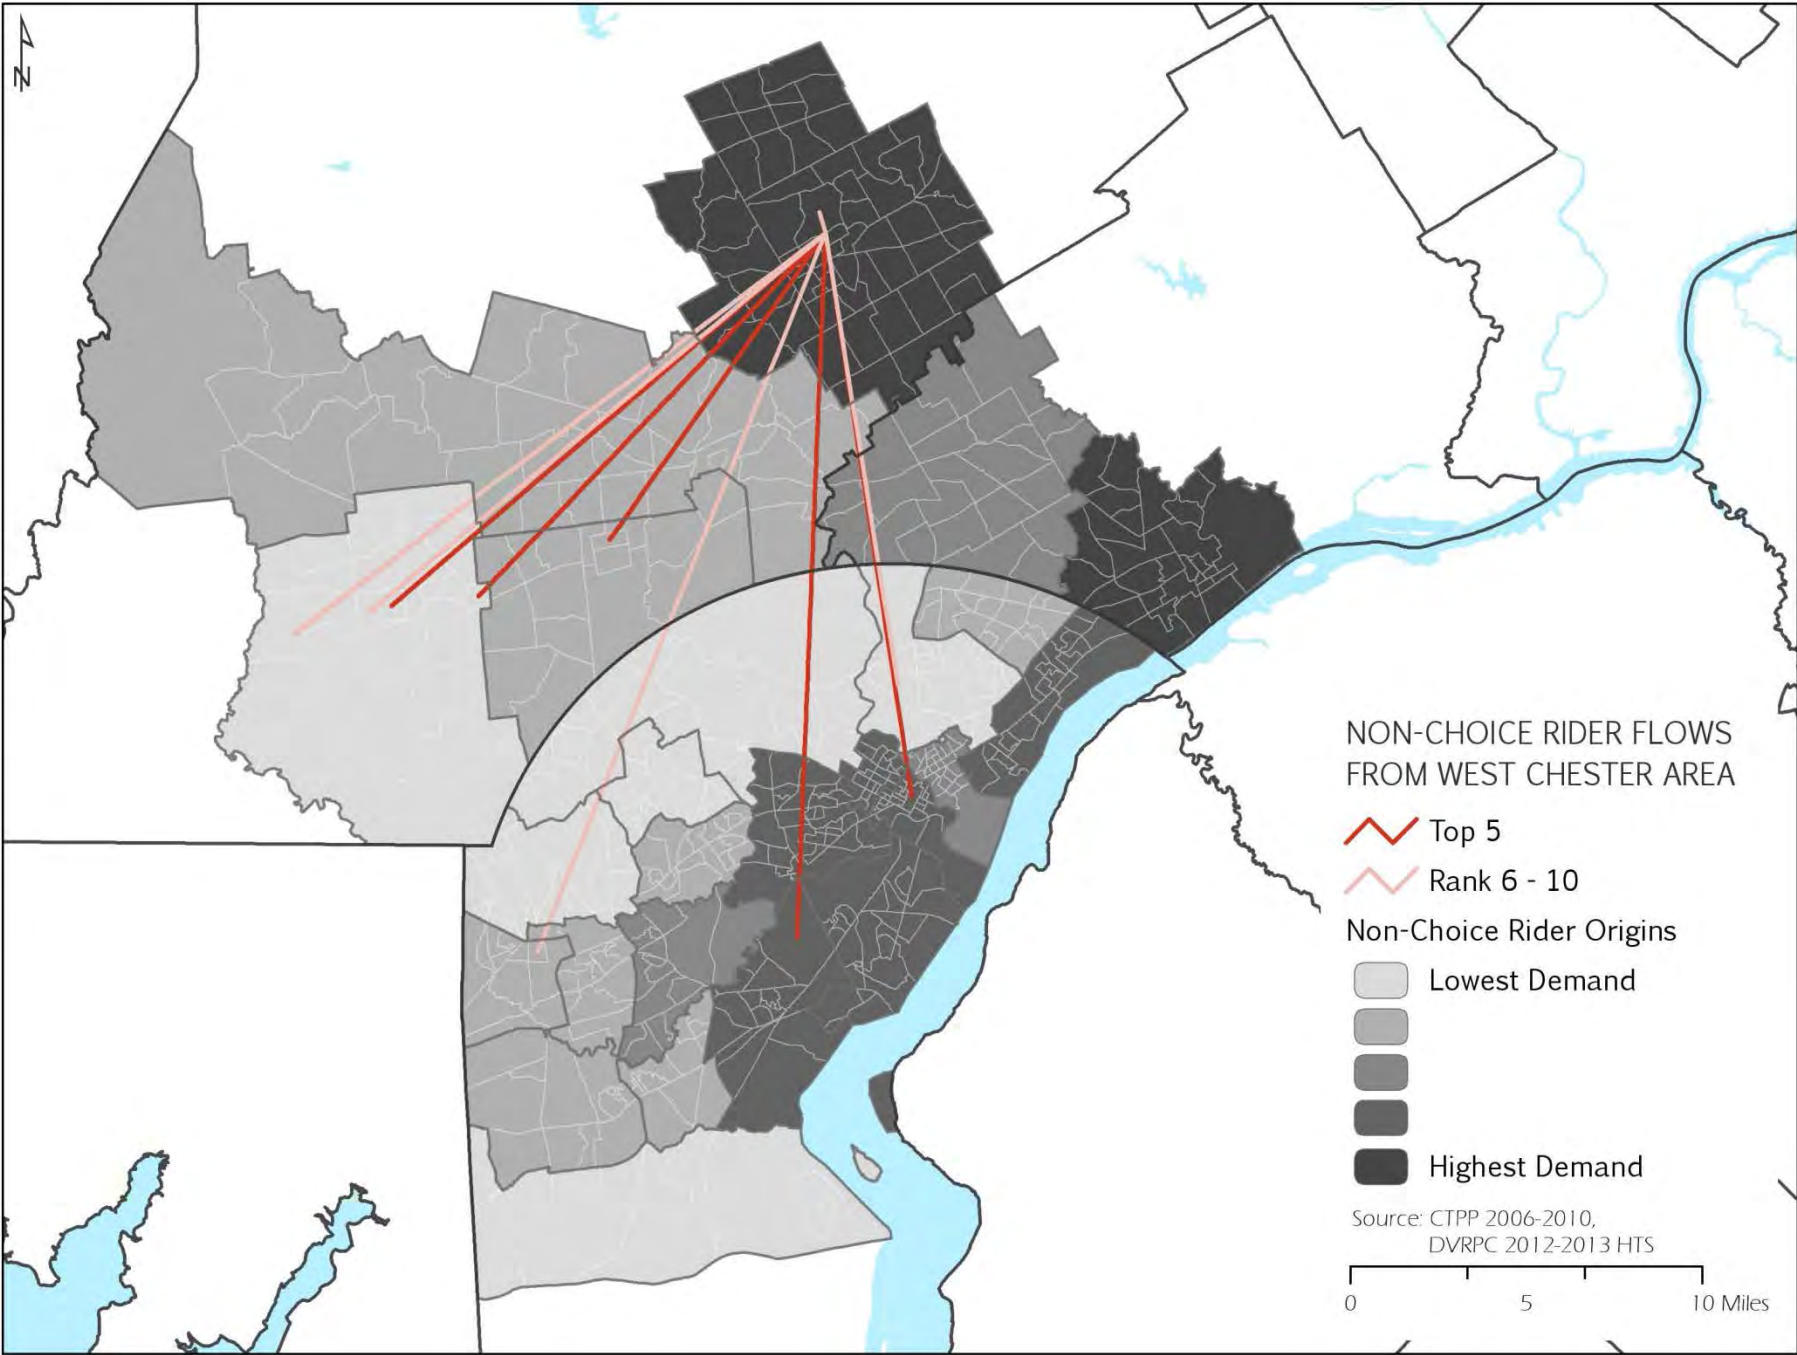 N
NON-CHOICE RIDER FLOWS
FROM WEST CHESTER AREA
Top 5
Rank 6 - 10
Non-Choice Rider Origins
Lowest Demand
Highest Demand
Source: CTPP 2006-2010,
DVRPC 2012-2013 HTS
0 5 10 Miles